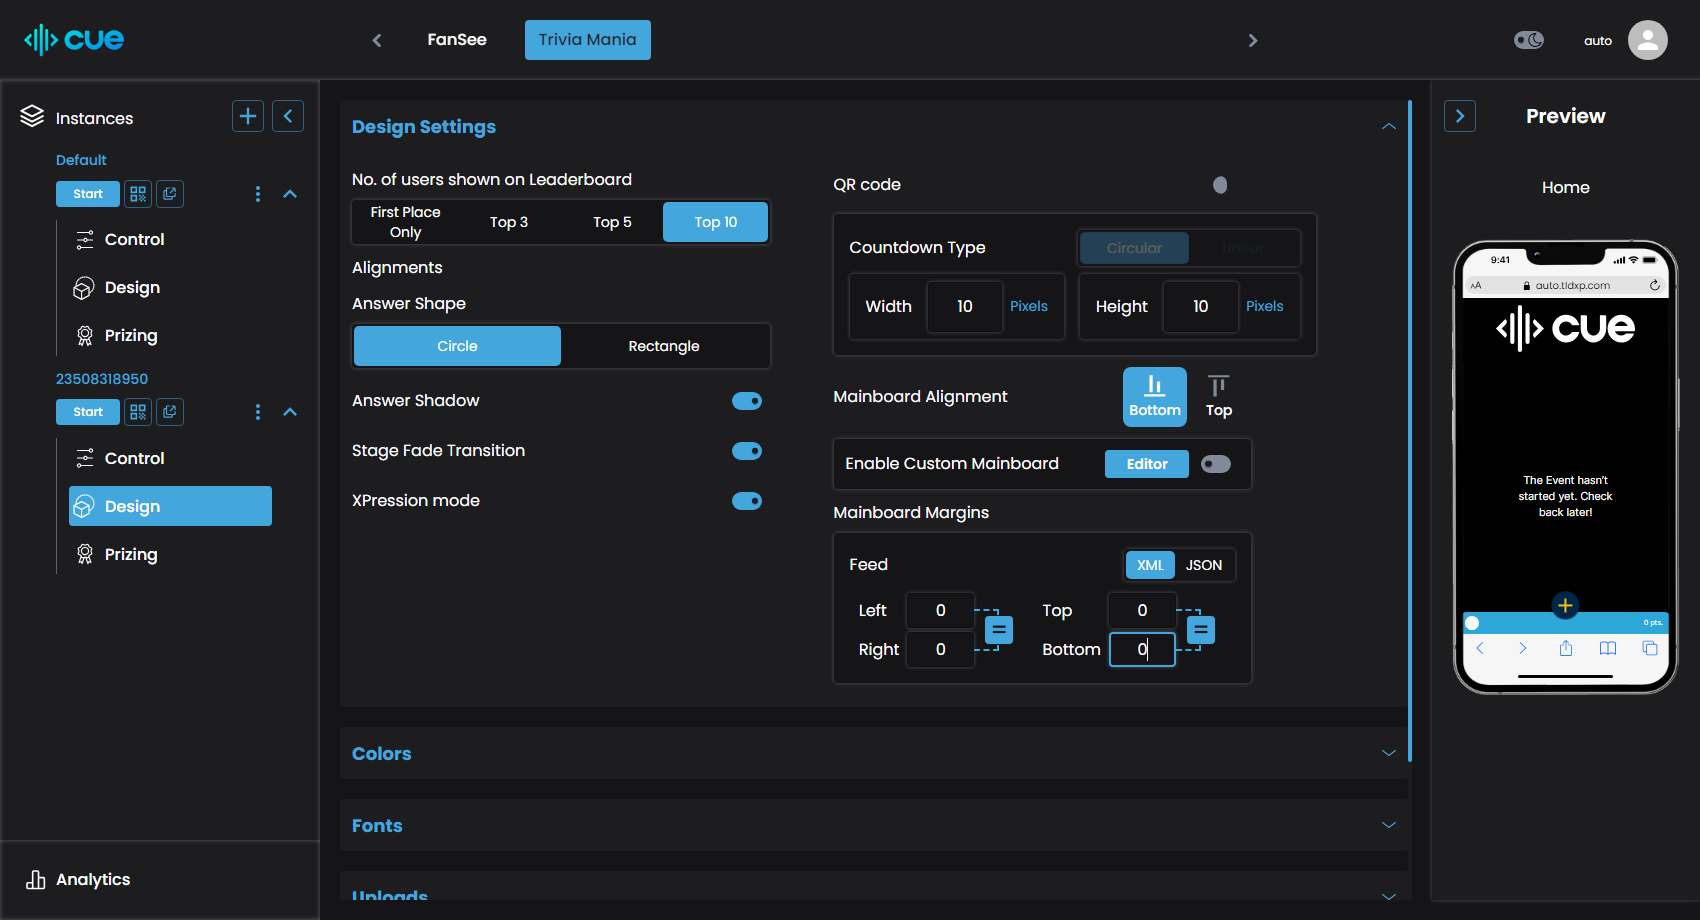 cue
FanSee
Trivia Mania
auto
Instances
Default
Start
Control
Design
Prizing
23508318950
Start
Control
Design
Prizing
Analytics
Design Settings
No. of users shown on Leaderboard
First Place
Only
Top 3
Top 5
Top 10
Alignments
Answer Shape
Circle
Rectangle
Answer Shadow
Stage Fade Transition
XPression mode
QR code
Countdown Type
Circular
Linear
Width
10
Pixels
Height
10
Pixels
Mainboard Alignment
Bottom
Top
Enable Custom Mainboard
Editor
Mainboard Margins
Feed
XML
JSON
Left
0
Top
0
Right
0
Bottom
0
Colors
Fonts
Uploads
Preview
Home
9:41
AA
auto.tldxp.com
cue
The Event hasn't
started yet. Check
back later!
0 pts.